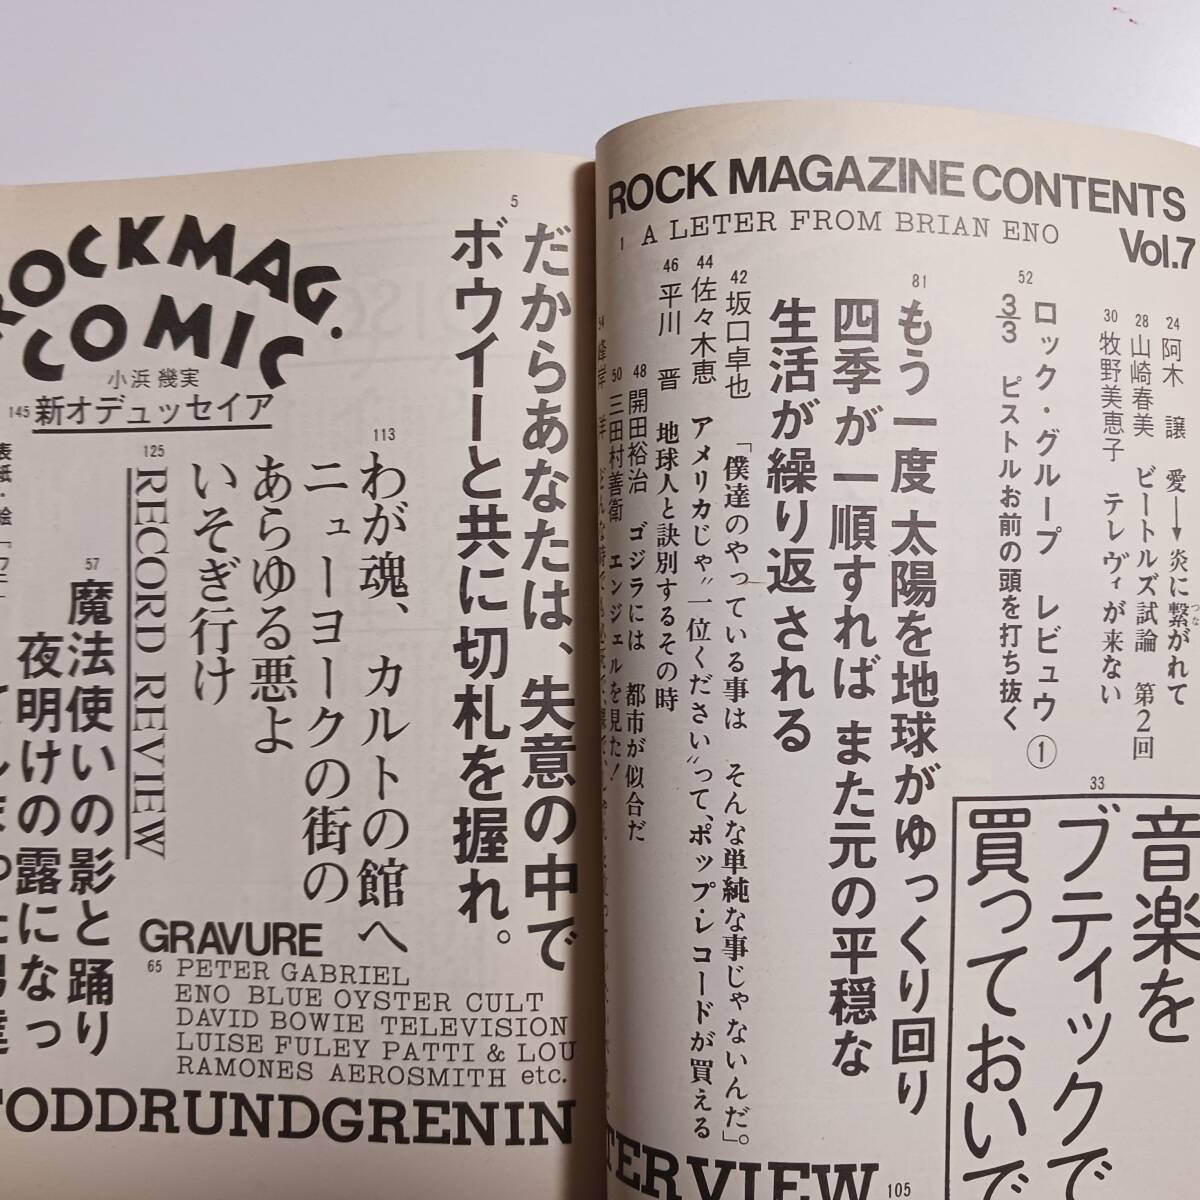 ROCK MAGAZINE CONTENTS
Vol.7
1 A LETER FROM BRIAN ENO
24 阿木 譲 愛→炎に繋がれて
つな
28 山崎春美 ビートルズ試論 第2回
30 牧野美恵子 テレヴィが来ない
52 ロック・グループ レビュウ①
3/3 ピストルお前の頭を打ち抜く
33
音楽を
ブティックで
買っておいで
81
もう一度 太陽を地球がゆっくり回り
四季が一順すれば また元の平穏な
生活が繰り返される
42 坂口卓也 「僕達のやっている事は そんな単純な事じゃないんだ」。
44 佐々木恵 アメリカじゃ“一位ください”って、ポップ・レコードが買える
46 平川 晋 地球人と訣別するその時
48 開田裕治 ゴジラには 都市が似合だ
50 三田村善衛 エンジェルを見た!
TERVIEW
105
5
だからあなたは、失意の中で
ボウイーと共に切札を握れ。
ROCKMAG.
COMIC
小浜 幾実
145 新オデュッセイア
113
わが魂、カルトの館へ
ニューヨークの街の
あらゆる悪よ
いそぎ行け
125
RECORD REVIEW
57
魔法使いの影と踊り
夜明けの露になっ
表紙・絵
GRAVURE
65 PETER GABRIEL
ENO BLUE OYSTER CULT
DAVID BOWIE TELEVISION
LUISE FULEY PATTI & LOU
RAMONES AEROSMITH etc.
TODDRUNDGRENIN